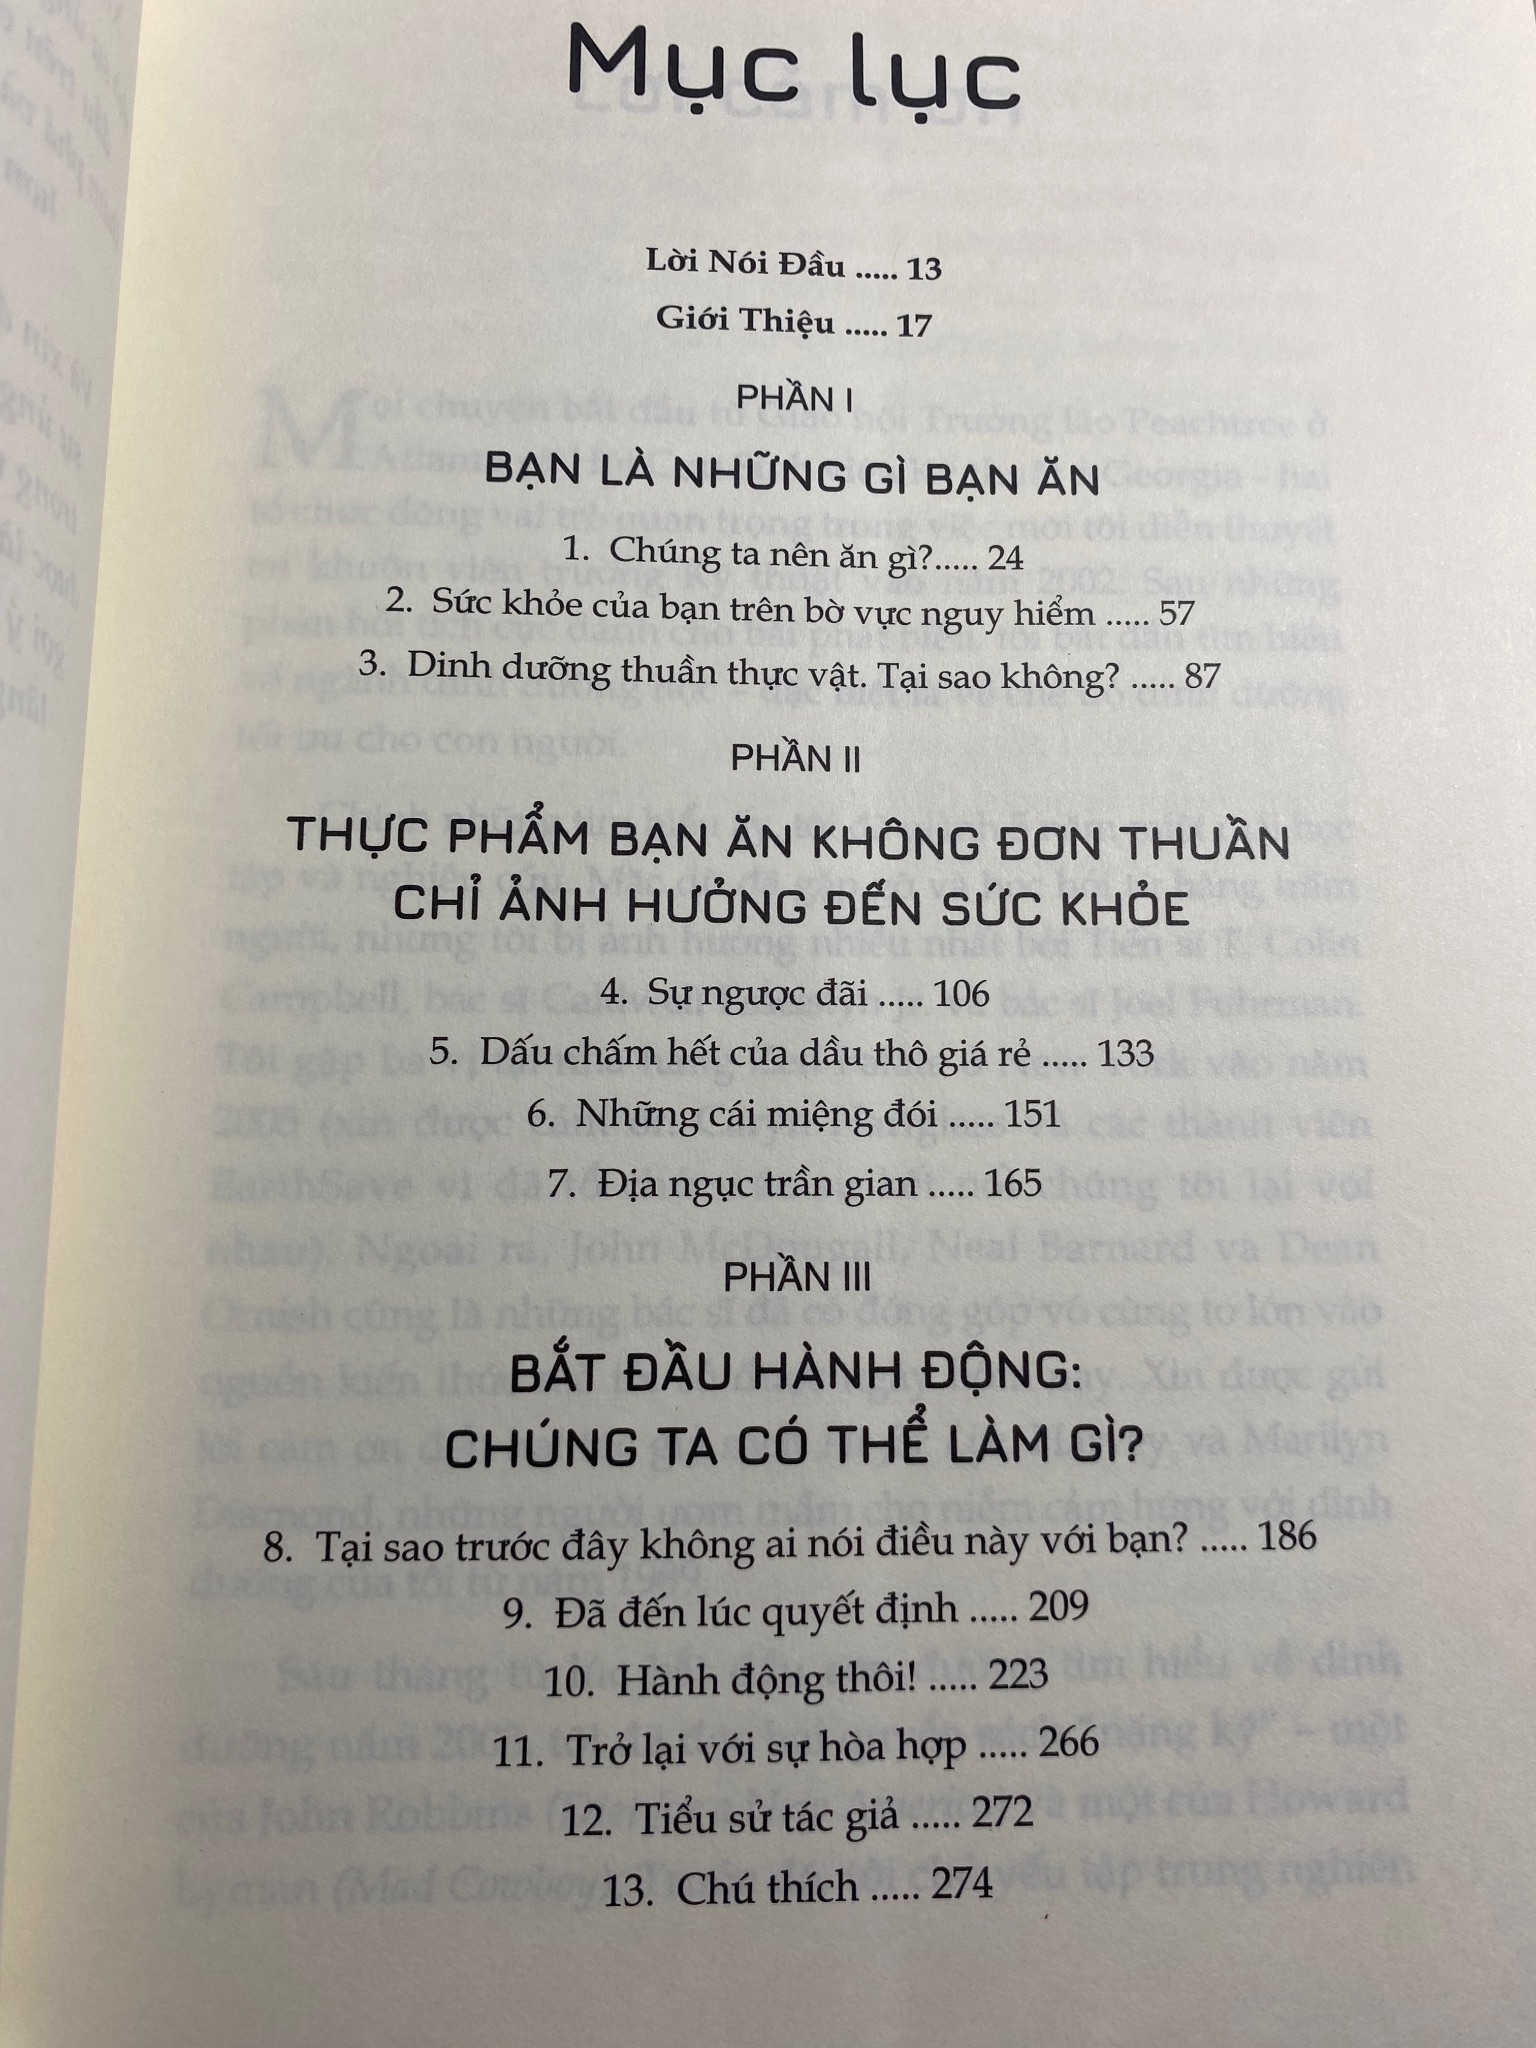 Mục lục
Lời Nói Đầu ..... 13
Giới Thiệu ..... 17
PHẦN I
BẠN LÀ NHỮNG GÌ BẠN ĂN
1. Chúng ta nên ăn gì?..... 24
2. Sức khỏe của bạn trên bờ vực nguy hiểm ..... 57
3. Dinh dưỡng thuần thực vật. Tại sao không? ..... 87
PHẦN II
THỰC PHẨM BẠN ĂN KHÔNG ĐƠN THUẦN
CHỈ ẢNH HƯỞNG ĐẾN SỨC KHỎE
4. Sự ngược đãi ..... 106
5. Dấu chấm hết của dầu thô giá rẻ ..... 133
6. Những cái miệng đói ..... 151
7. Địa ngục trần gian ..... 165
PHẦN III
BẮT ĐẦU HÀNH ĐỘNG:
CHÚNG TA CÓ THỂ LÀM GÌ?
8. Tại sao trước đây không ai nói điều này với bạn? ..... 186
9. Đã đến lúc quyết định ..... 209
10. Hành động thôi! ..... 223
11. Trở lại với sự hòa hợp ..... 266
12. Tiểu sử tác giả ..... 272
13. Chú thích ..... 274